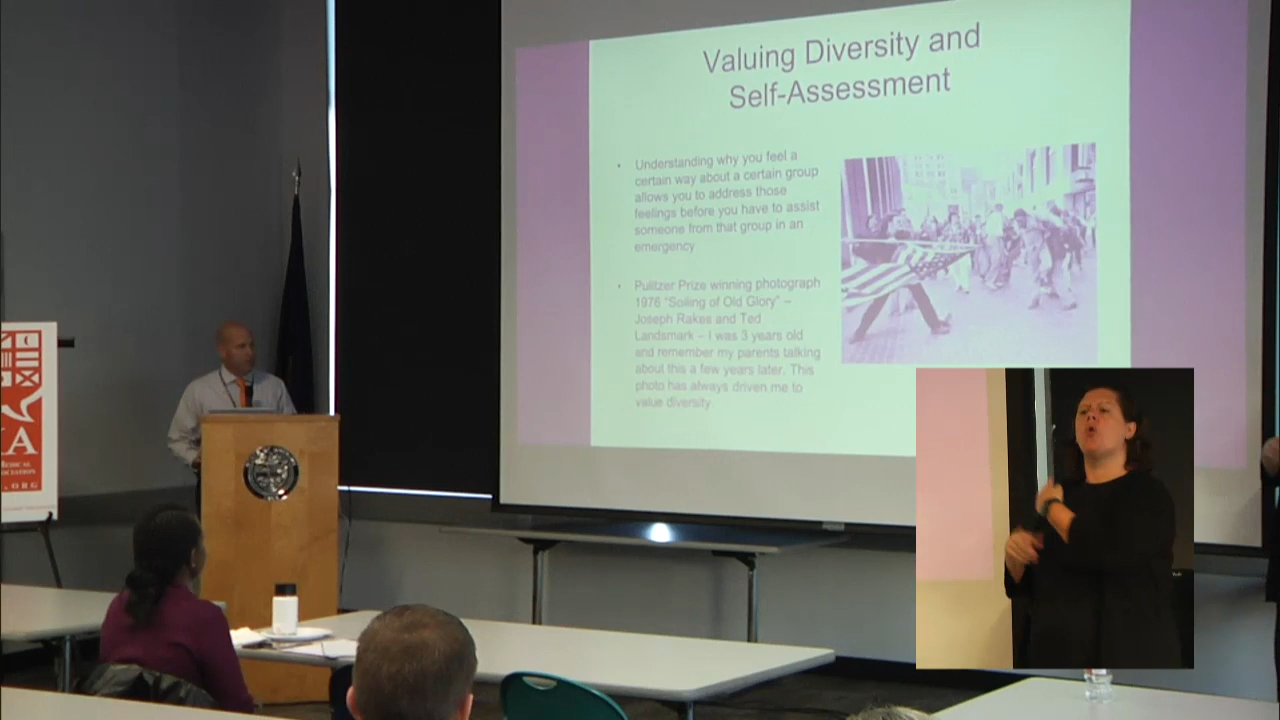 Valuing Diversity and
Self-Assessment
• Understanding why you feel a
certain way about a certain group
allows you to address those
feelings before you have to assist
someone from that group in an
emergency
• Pulitzer Prize winning photograph
1976 "Soiling of Old Glory" –
Joseph Rakes and Ted
Landsmark – I was 3 years old
and remember my parents talking
about this a few years later. This
photo has always driven me to
value diversity
A
.ORG